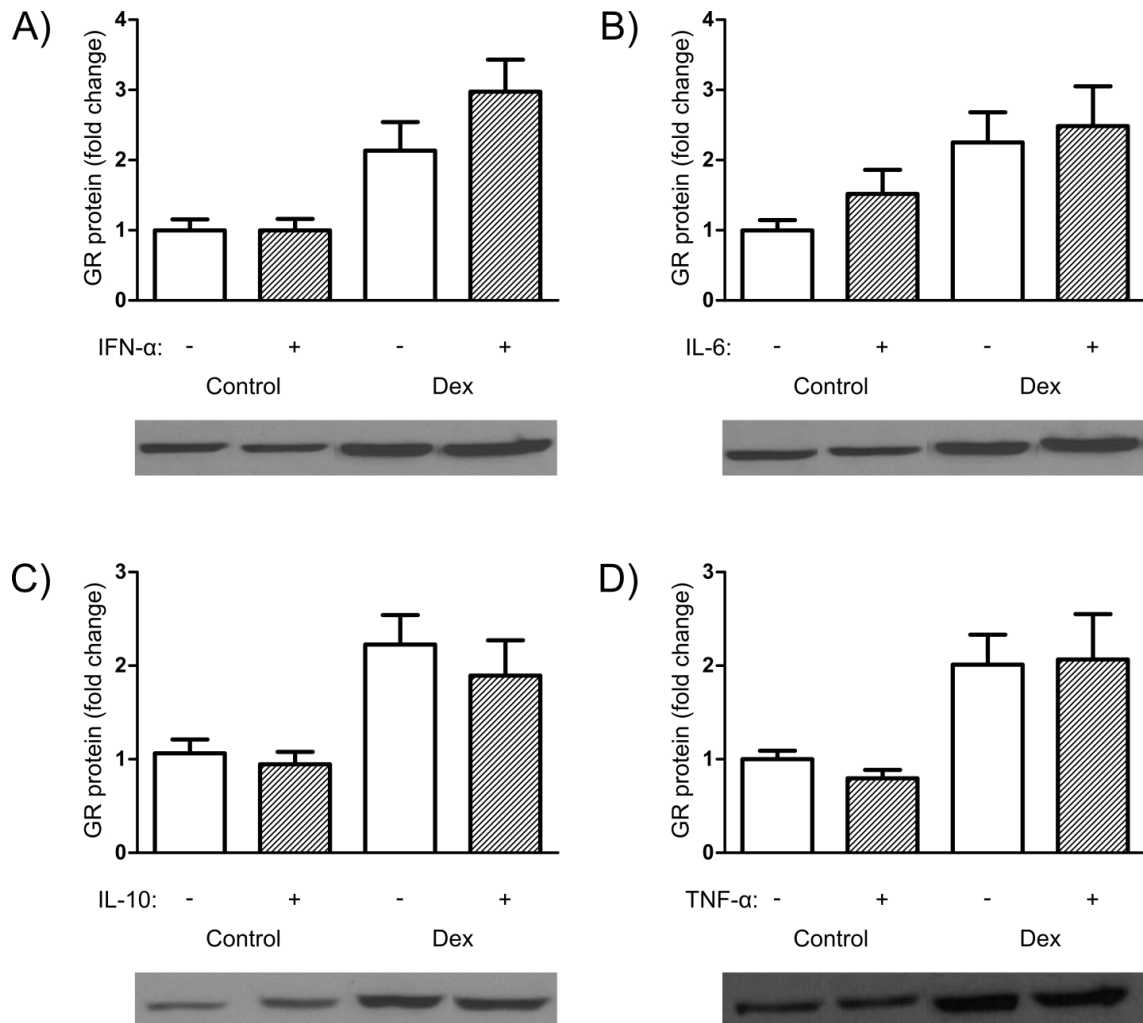 A)
GR protein (fold change)
4
3
2
1
0
IFN-α: - + - +
Control Dex
B)
GR protein (fold change)
4
3
2
1
0
IL-6: - + - +
Control Dex
C)
GR protein (fold change)
3
2
1
0
IL-10: - + - +
Control Dex
D)
GR protein (fold change)
3
2
1
0
TNF-α: - + - +
Control Dex